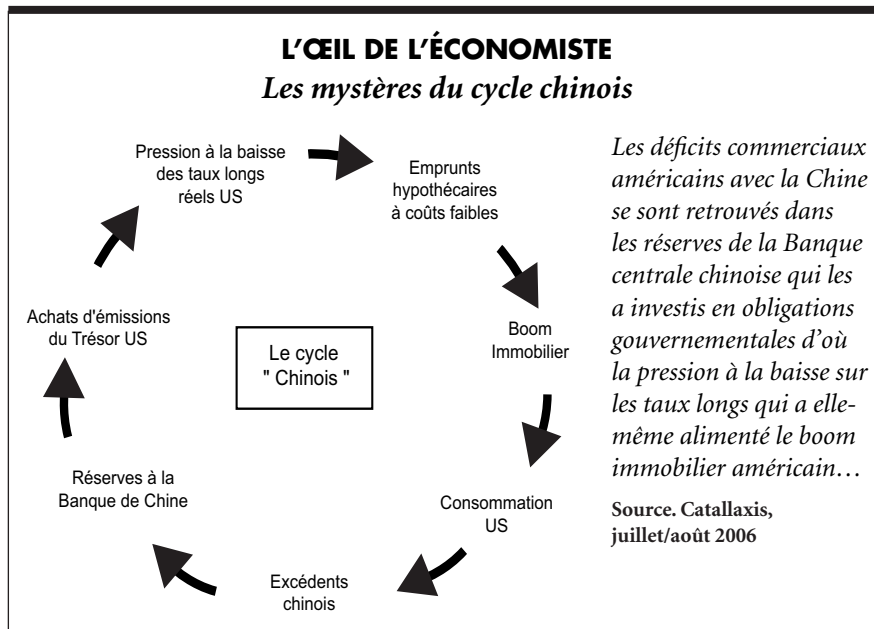 L'ŒIL DE L'ÉCONOMISTE
Les mystères du cycle chinois
Pression à la baisse
des taux longs
réels US
Emprunts
hypothécaires
à coûts faibles
Boom
Immobilier
Consommation
US
Excédents
chinois
Réserves à la
Banque de Chine
Achats d'émissions
du Trésor US
Le cycle
" Chinois "
Les déficits commerciaux
américains avec la Chine
se sont retrouvés dans
les réserves de la Banque
centrale chinoise qui les
a investis en obligations
gouvernementales d'où
la pression à la baisse sur
les taux longs qui a elle-
même alimenté le boom
immobilier américain…
Source. Catallaxis,
juillet/août 2006